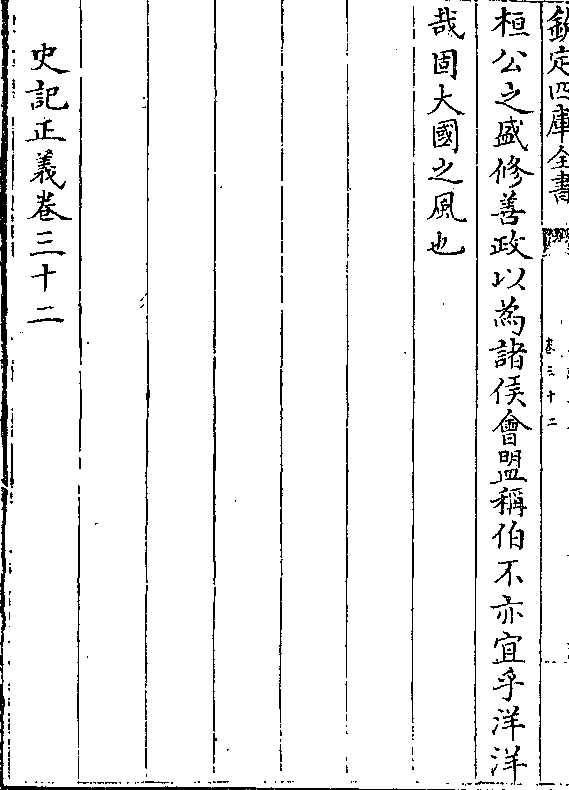 欽定四庫全書
卷三十二
桓公之盛修善政以為諸侯會盟稱伯不亦宜乎洋洋
哉固大國之風也
史記正義卷三十二